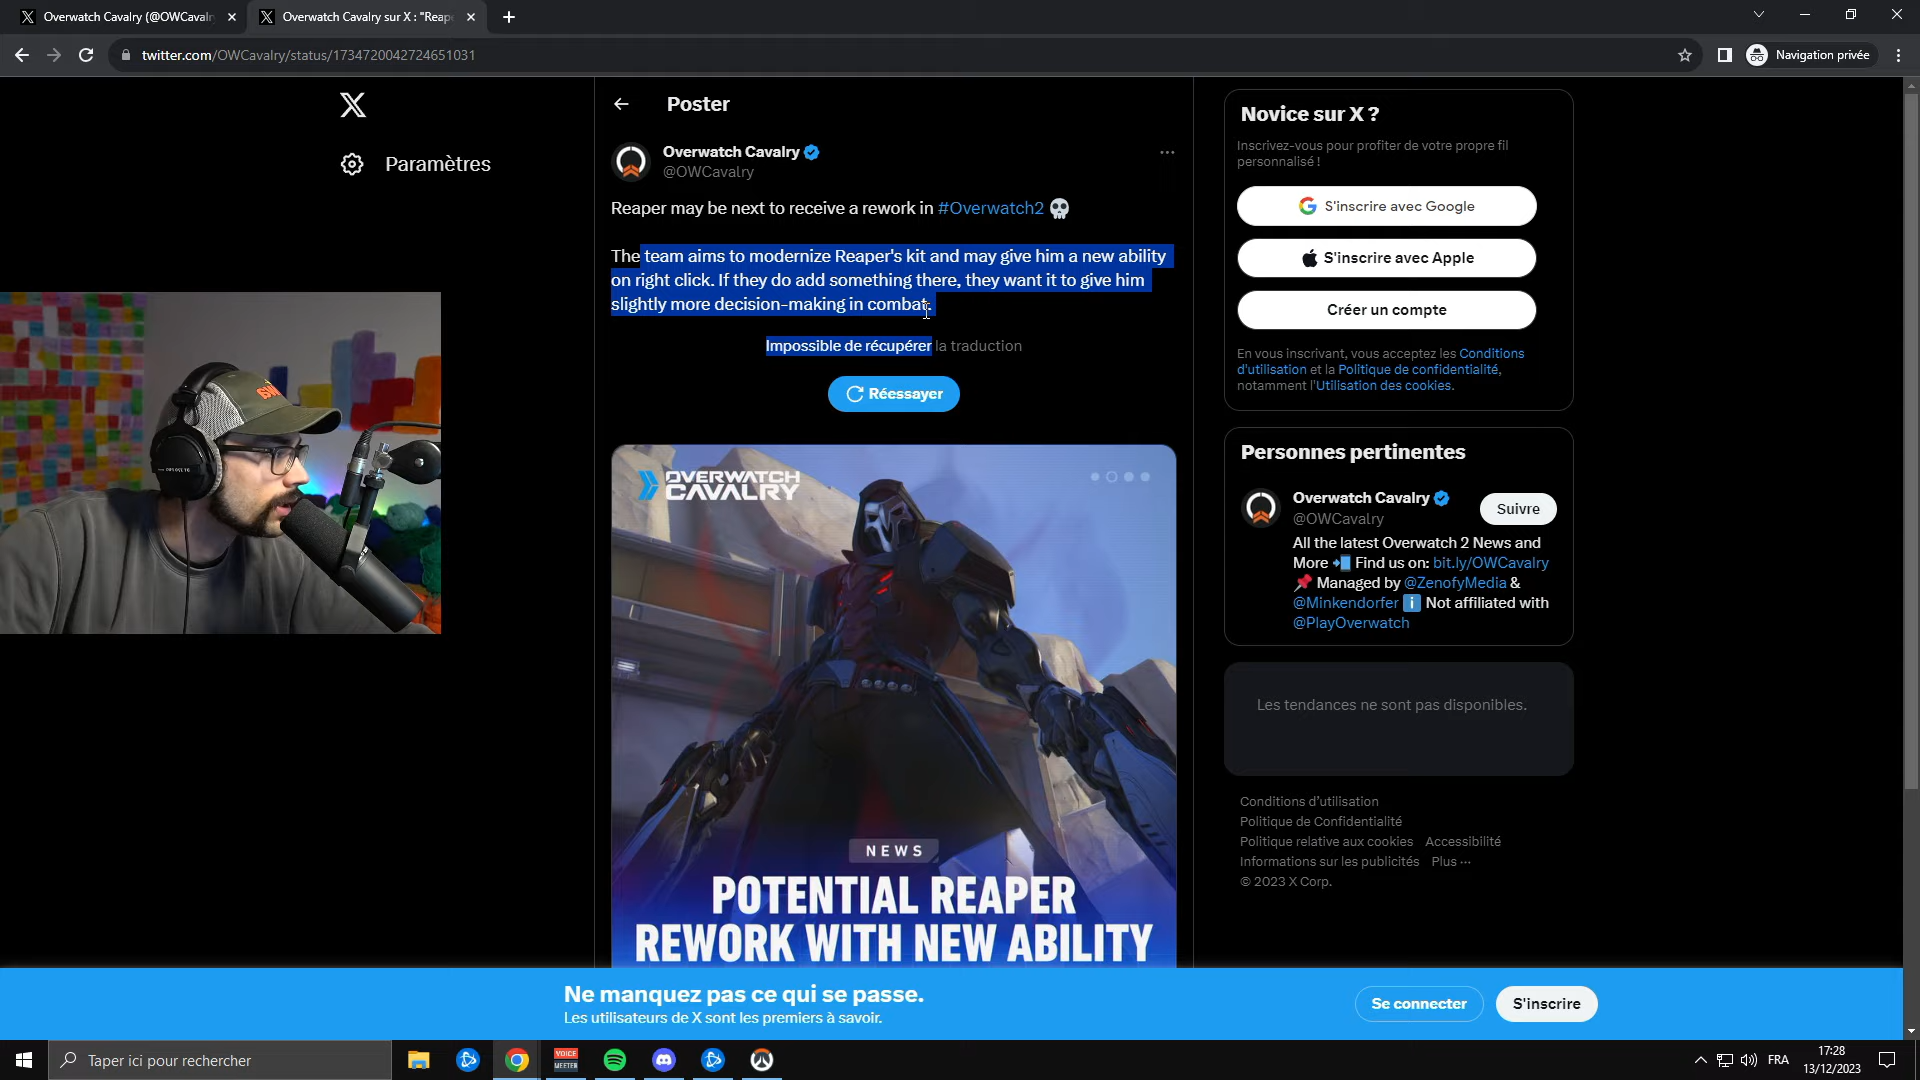 Overwatch Cavalry (@OWCaval
Overwatch Cavalry sur X : "Reap
twitter.com/OWCavalry/status/1734720042724651031
Navigation privée
Paramètres
Poster
Overwatch Cavalry
@OWCavalry
Reaper may be next to receive a rework in #Overwatch2 💀
The team aims to modernize Reaper's kit and may give him a new ability
on right click. If they do add something there, they want it to give him
slightly more decision-making in combat.
Impossible de récupérer la traduction
Réessayer
OVERWATCH
CAVALRY
NEWS
POTENTIAL REAPER
REWORK WITH NEW ABILITY
Novice sur X ?
Inscrivez-vous pour profiter de votre propre fil
personnalisé !
S'inscrire avec Google
S'inscrire avec Apple
Créer un compte
En vous inscrivant, vous acceptez les Conditions
d'utilisation et la Politique de confidentialité,
notamment l'Utilisation des cookies.
Personnes pertinentes
Overwatch Cavalry
@OWCavalry
Suivre
All the latest Overwatch 2 News and
More 📲 Find us on: bit.ly/OWCavalry
📌 Managed by @ZenofyMedia &
@Minkendorfer ℹ️ Not affiliated with
@PlayOverwatch
Les tendances ne sont pas disponibles.
Conditions d'utilisation
Politique de Confidentialité
Politique relative aux cookies Accessibilité
Informations sur les publicités Plus ···
© 2023 X Corp.
Ne manquez pas ce qui se passe.
Les utilisateurs de X sont les premiers à savoir.
Se connecter
S'inscrire
Taper ici pour rechercher
VOICE
MEETER
FRA
17:28
13/12/2023